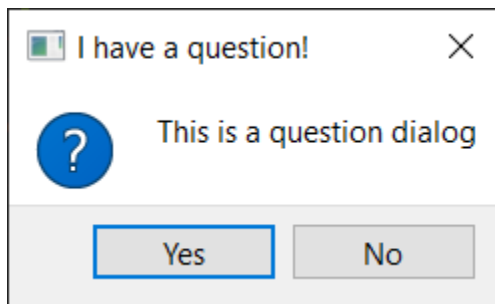 I have a question!
?
This is a question dialog
Yes
No